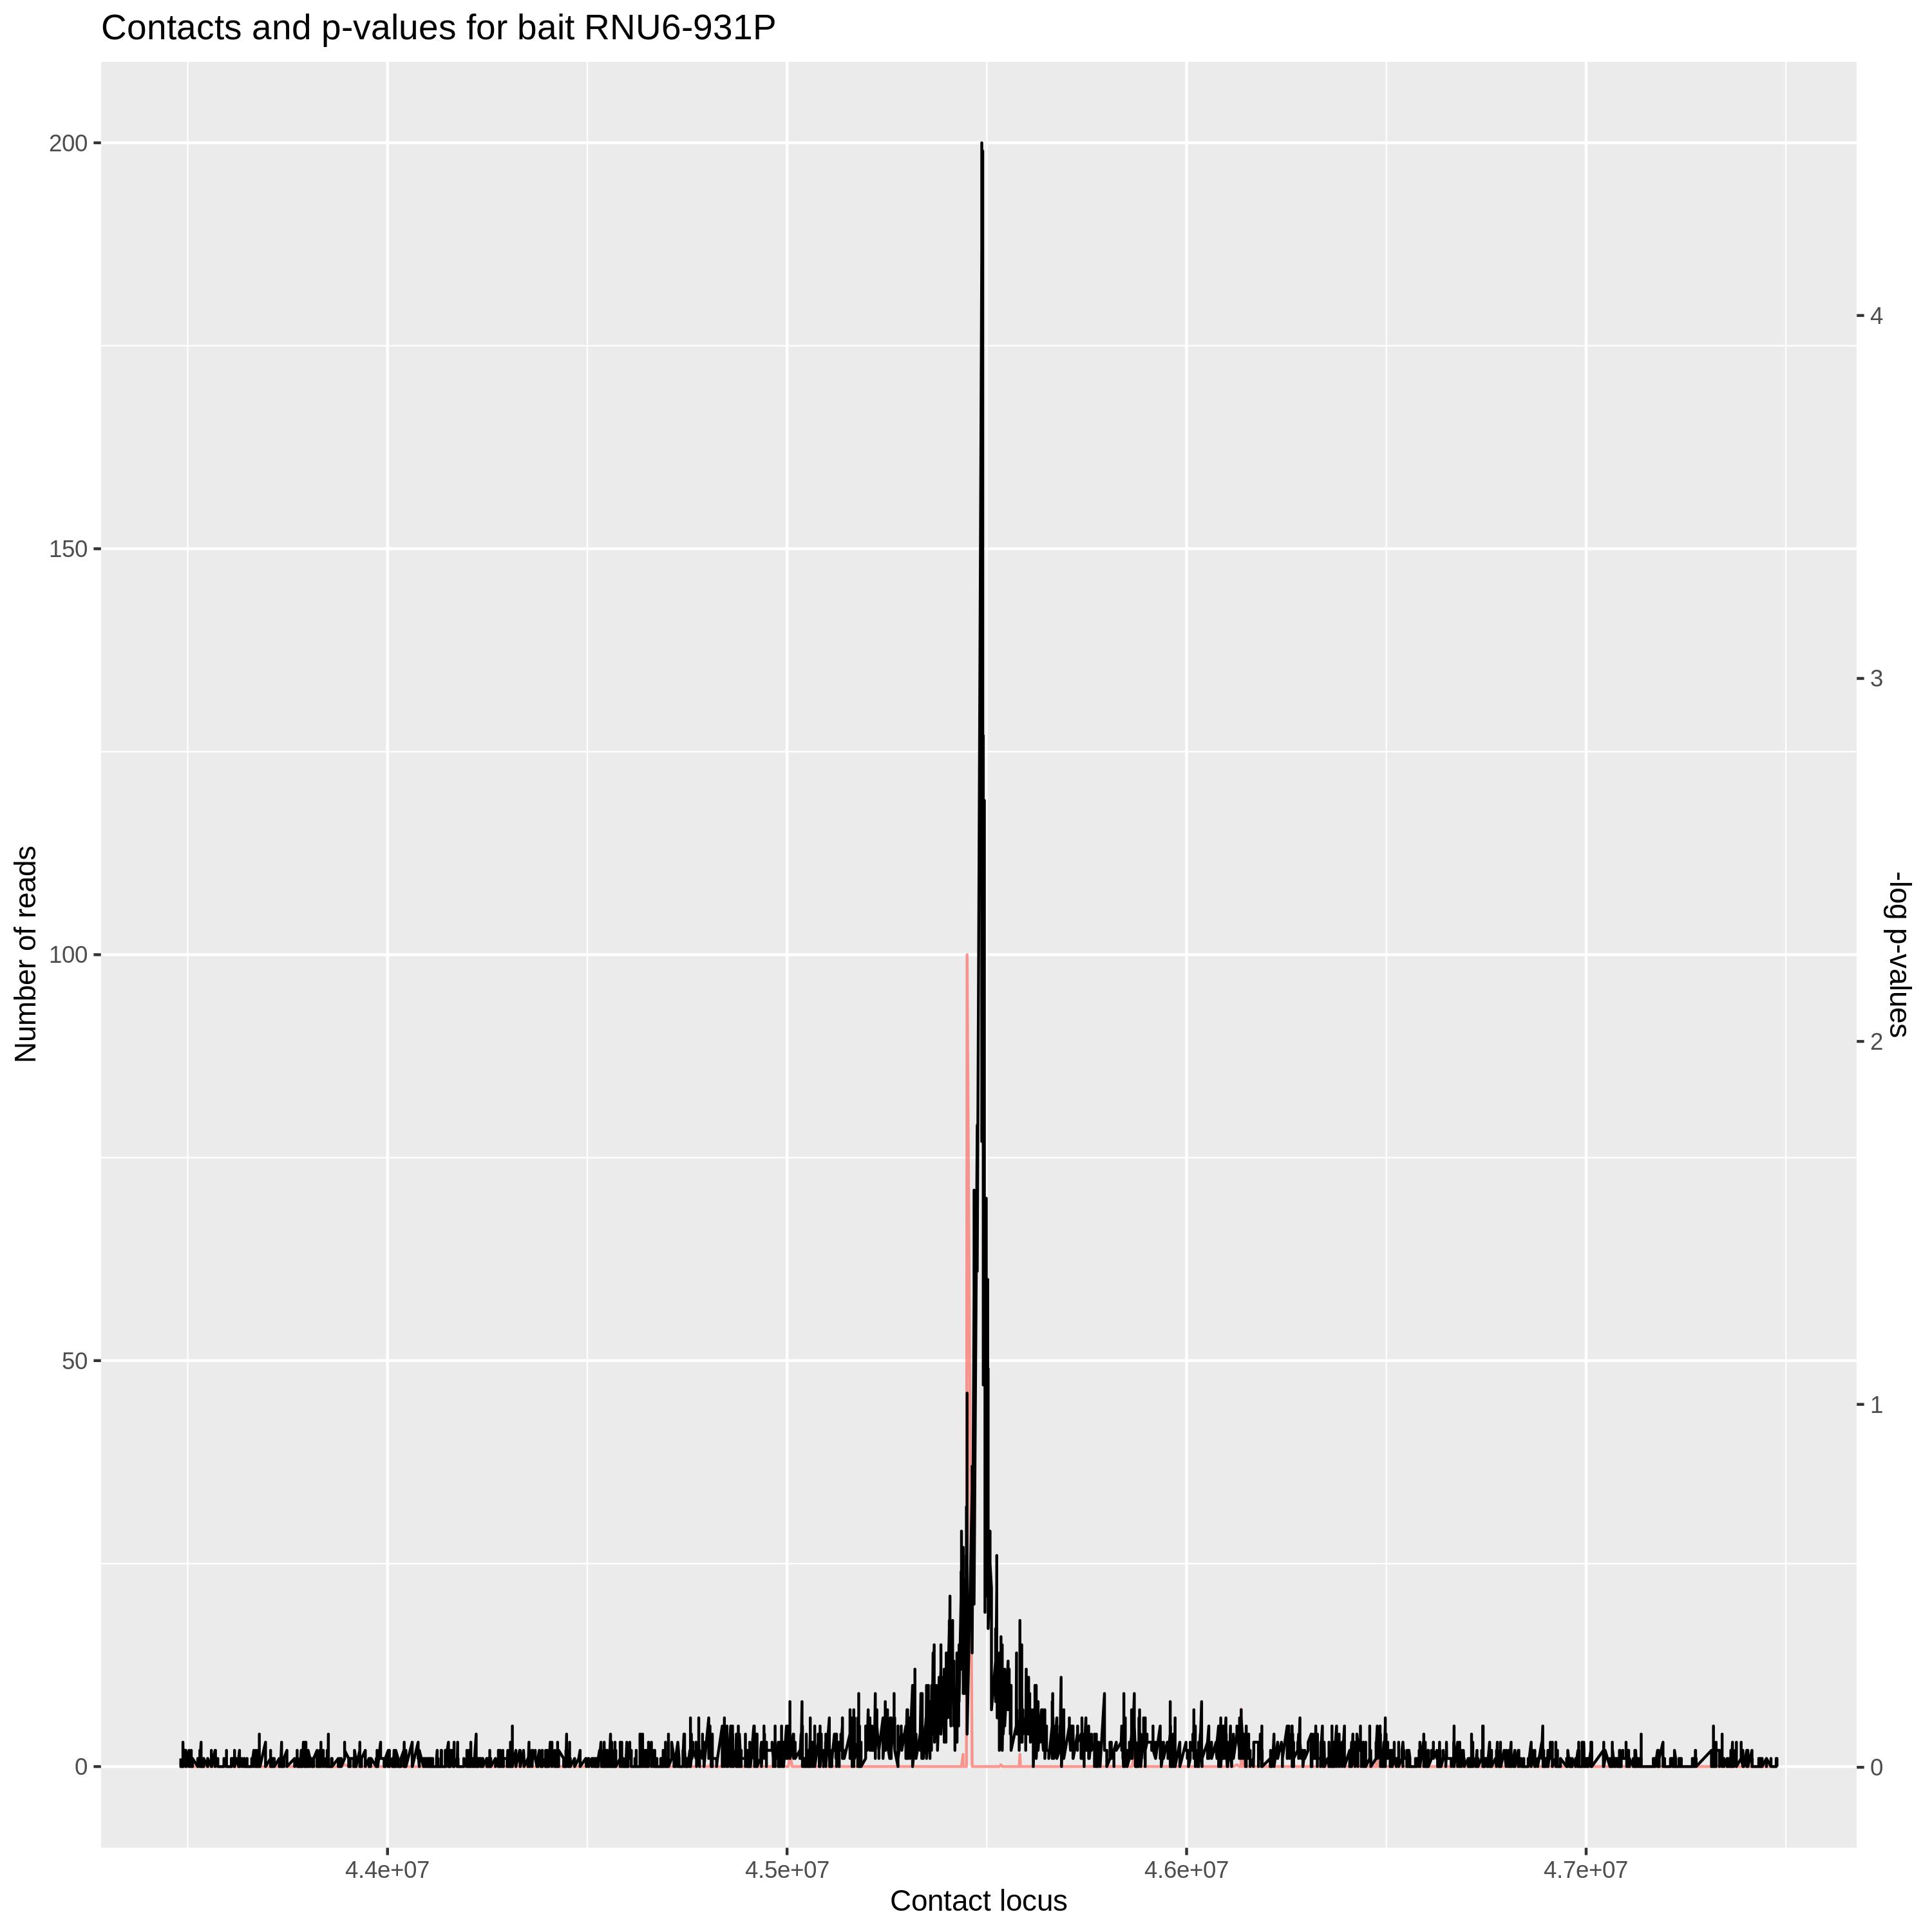 Contacts and p-values for bait RNU6-931P
200
150
100
50
0
Number of reads
4
3
2
1
0
-log p-values
4.4e+07
4.5e+07
4.6e+07
4.7e+07
Contact locus